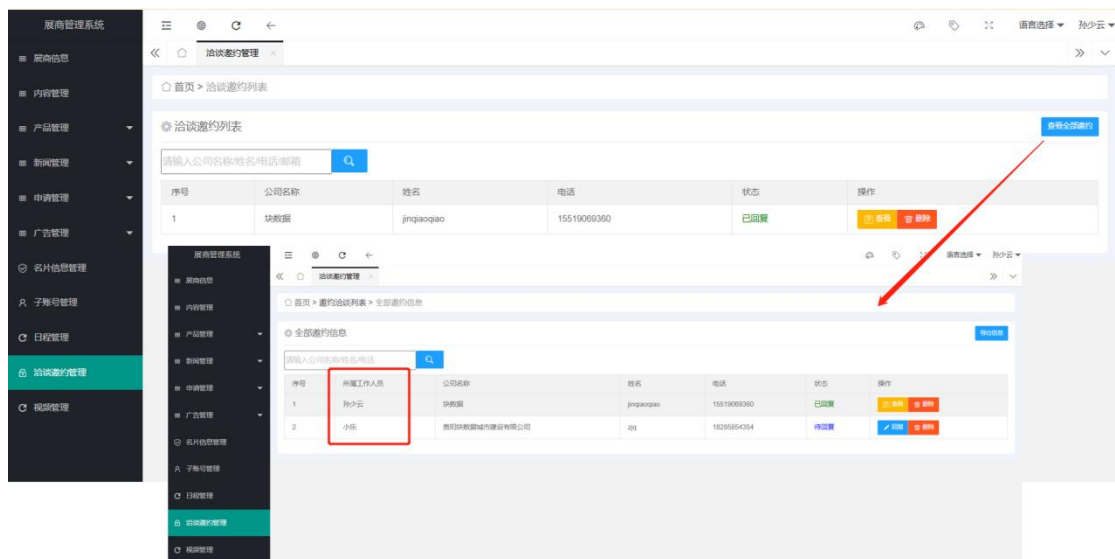 展商管理系统
语言选择 孙少云
展商信息
洽谈邀约管理
内容管理
首页 > 洽谈邀约列表
产品管理
洽谈邀约列表
查看全部邀约
新闻管理
请输入公司名称/姓名/电话/邮箱
申请管理
序号 公司名称 姓名 电话 状态 操作
1 块数据 jinqiaoqiao 15519069360 已回复 查看 删除
广告管理
名片信息管理
子账号管理
日程管理
洽谈邀约管理
视频管理
展商管理系统
语言选择 孙少云
展商信息
洽谈邀约管理
内容管理
首页 > 邀约洽谈列表 > 全部邀约信息
产品管理
全部邀约信息
导出信息
新闻管理
请输入公司名称/姓名/电话
申请管理
序号 所属工作人员 公司名称 姓名 电话 状态 操作
1 孙少云 块数据 jinqiaoqiao 15519069360 已回复 查看 删除
广告管理
2 小乐 贵阳块数据城市建设有限公司 zjq 18285854354 待回复 回复 删除
名片信息管理
子账号管理
日程管理
洽谈邀约管理
视频管理